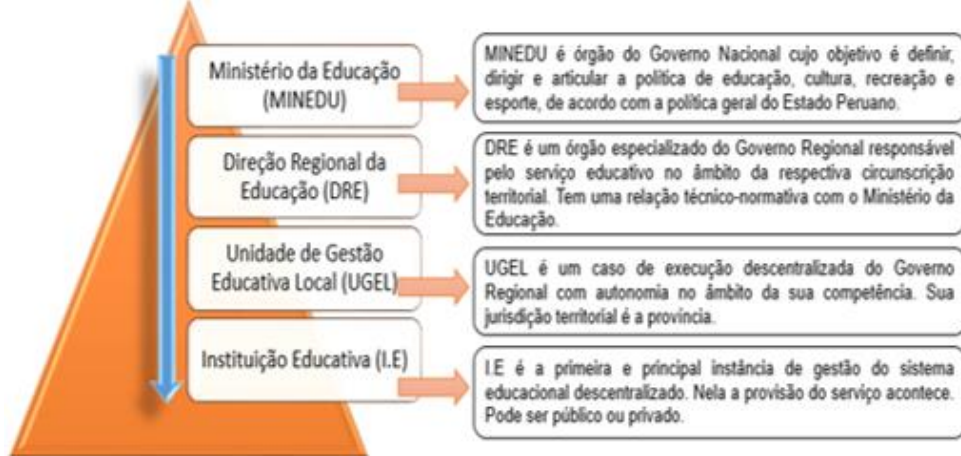 Ministério da Educação
(MINEDU)
MINEDU é órgão do Governo Nacional cujo objetivo é definir,
dirigir e articular a política de educação, cultura, recreação e
esporte, de acordo com a política geral do Estado Peruano.
Direção Regional da
Educação (DRE)
DRE é um órgão especializado do Governo Regional responsável
pelo serviço educativo no âmbito da respectiva circunscrição
territorial. Tem uma relação técnico-normativa com o Ministério da
Educação.
Unidade de Gestão
Educativa Local (UGEL)
UGEL é um caso de execução descentralizada do Governo
Regional com autonomia no âmbito da sua competência. Sua
jurisdição territorial é a província.
Instituição Educativa (I.E)
I.E é a primeira e principal instância de gestão do sistema
educacional descentralizado. Nela a provisão do serviço acontece.
Pode ser público ou privado.